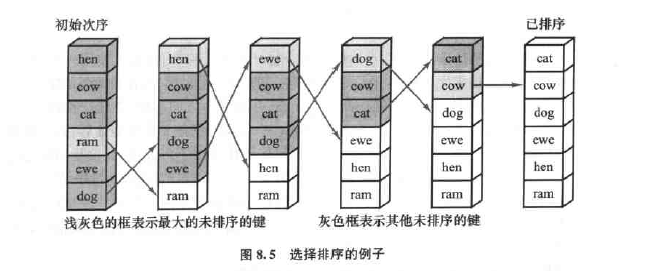 初始次序 已排序
hen hen ewe dog cat cat
cow cow cow cow cow cow
cat cat cat cat dog dog
ram dog dog ewe ewe ewe
ewe ewe hen hen hen hen
dog ram ram ram ram ram
浅灰色的框表示最大的未排序的键 灰色框表示其他未排序的键
图 8.5 选择排序的例子